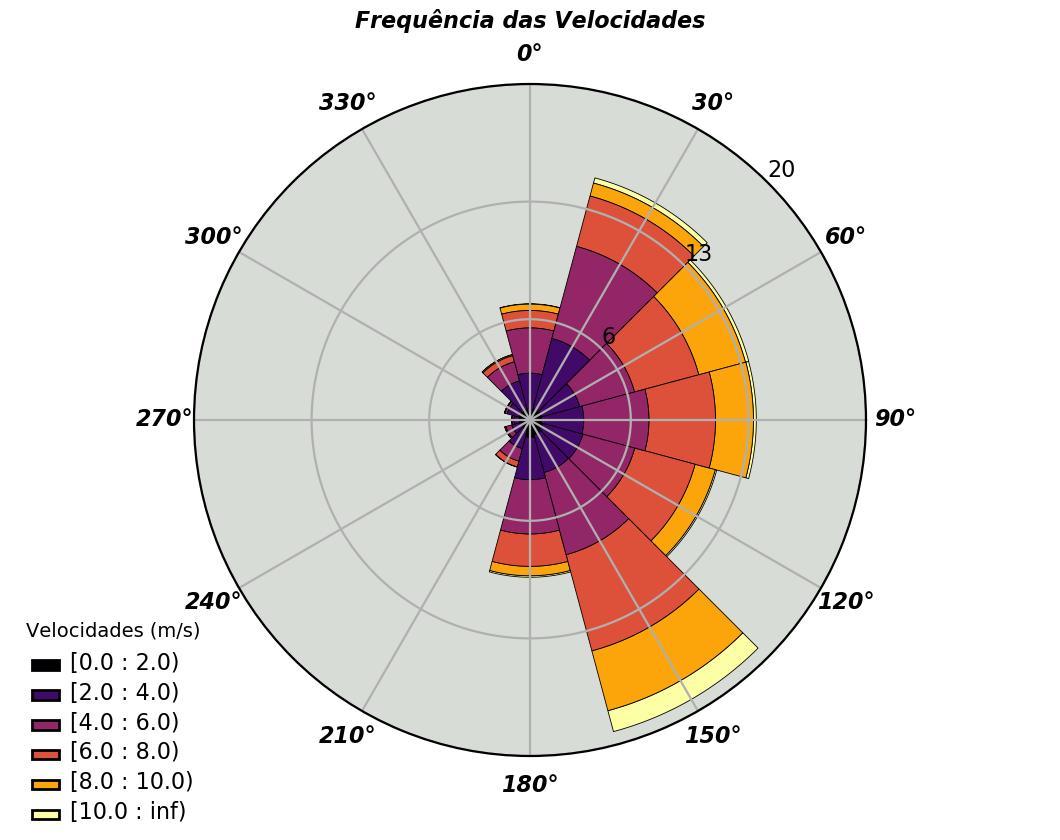 Frequência das Velocidades
0°
330°
30°
20
300°
60°
13
6
270°
90°
240°
120°
210°
150°
180°
Velocidades (m/s)
[0.0 : 2.0)
[2.0 : 4.0)
[4.0 : 6.0)
[6.0 : 8.0)
[8.0 : 10.0)
[10.0 : inf)